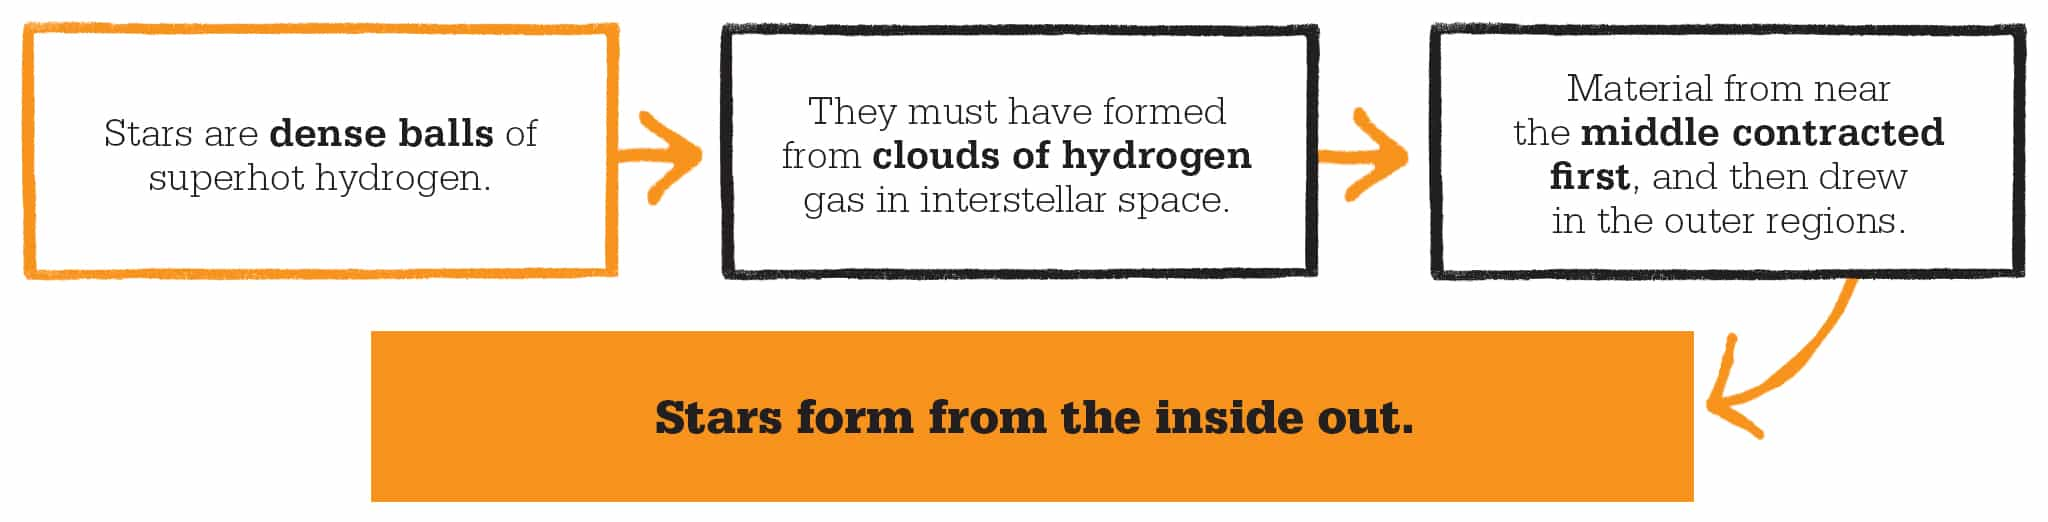 Stars are dense balls of
superhot hydrogen.
They must have formed
from clouds of hydrogen
gas in interstellar space.
Material from near
the middle contracted
first, and then drew
in the outer regions.
Stars form from the inside out.